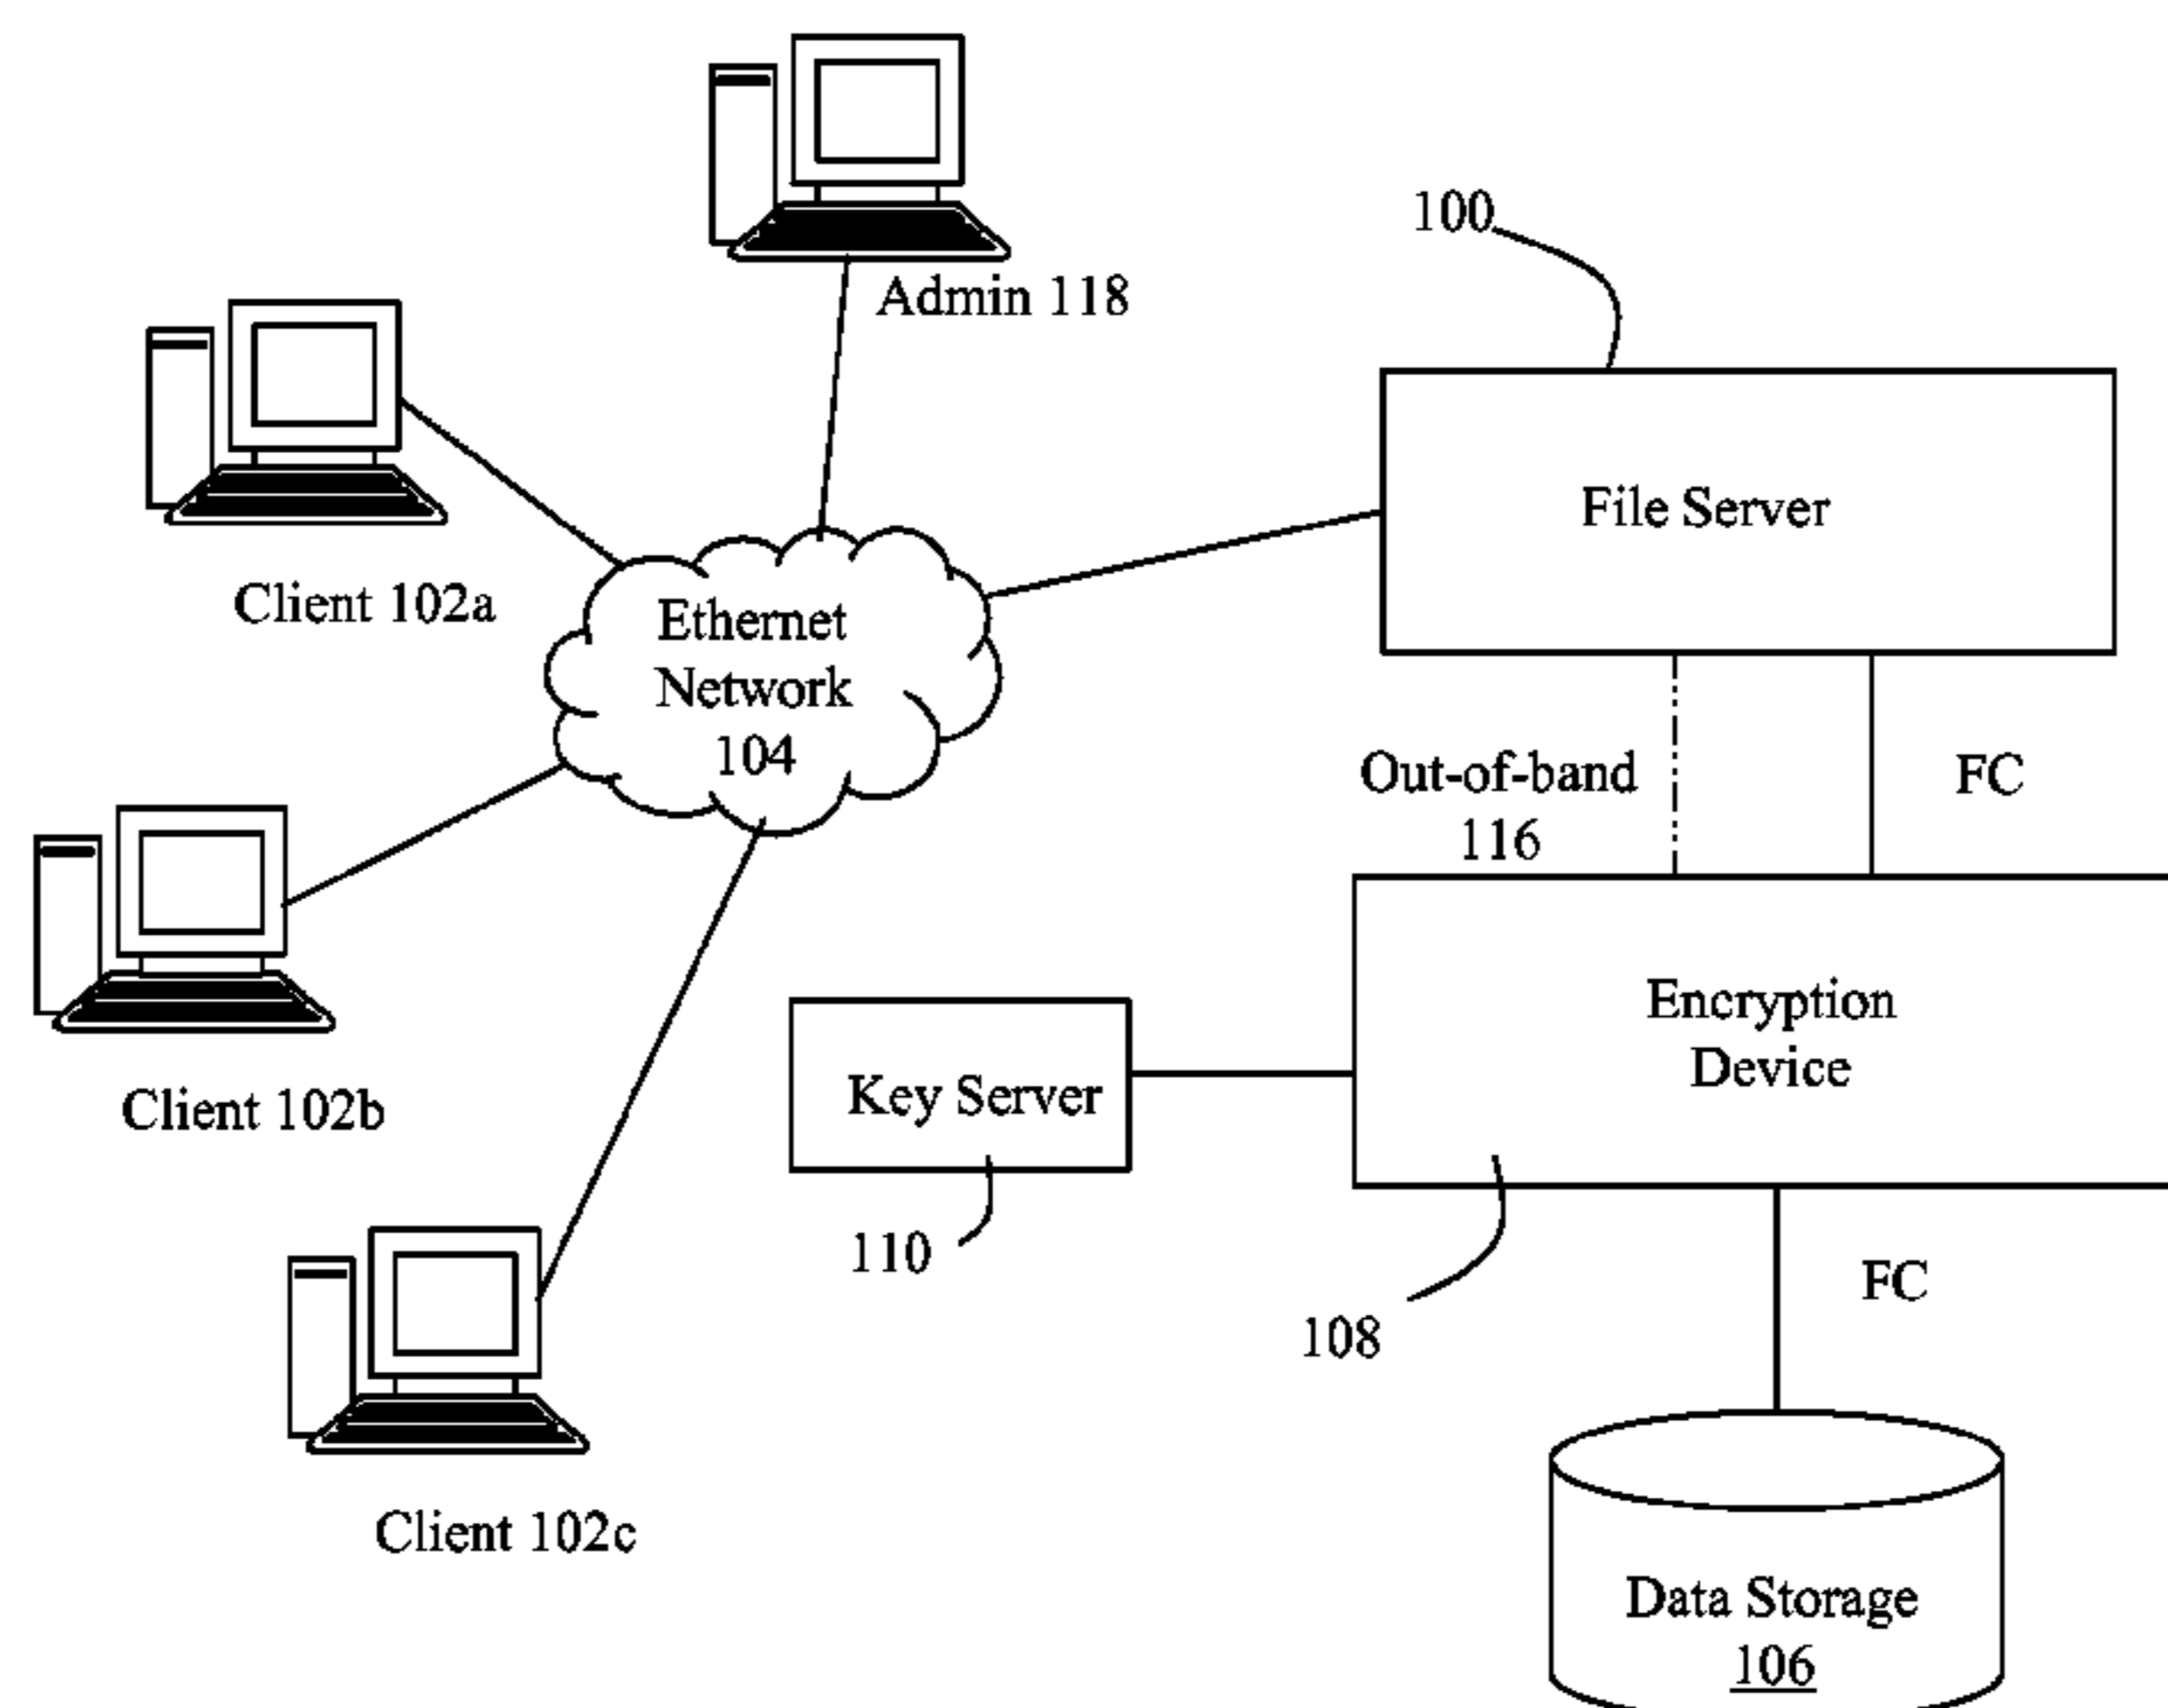 Admin 118
100
Client 102a
File Server
Ethernet
Network
104
Out-of-band
116
FC
Client 102b
Key Server
Encryption
Device
110
108
FC
Client 102c
Data Storage
106